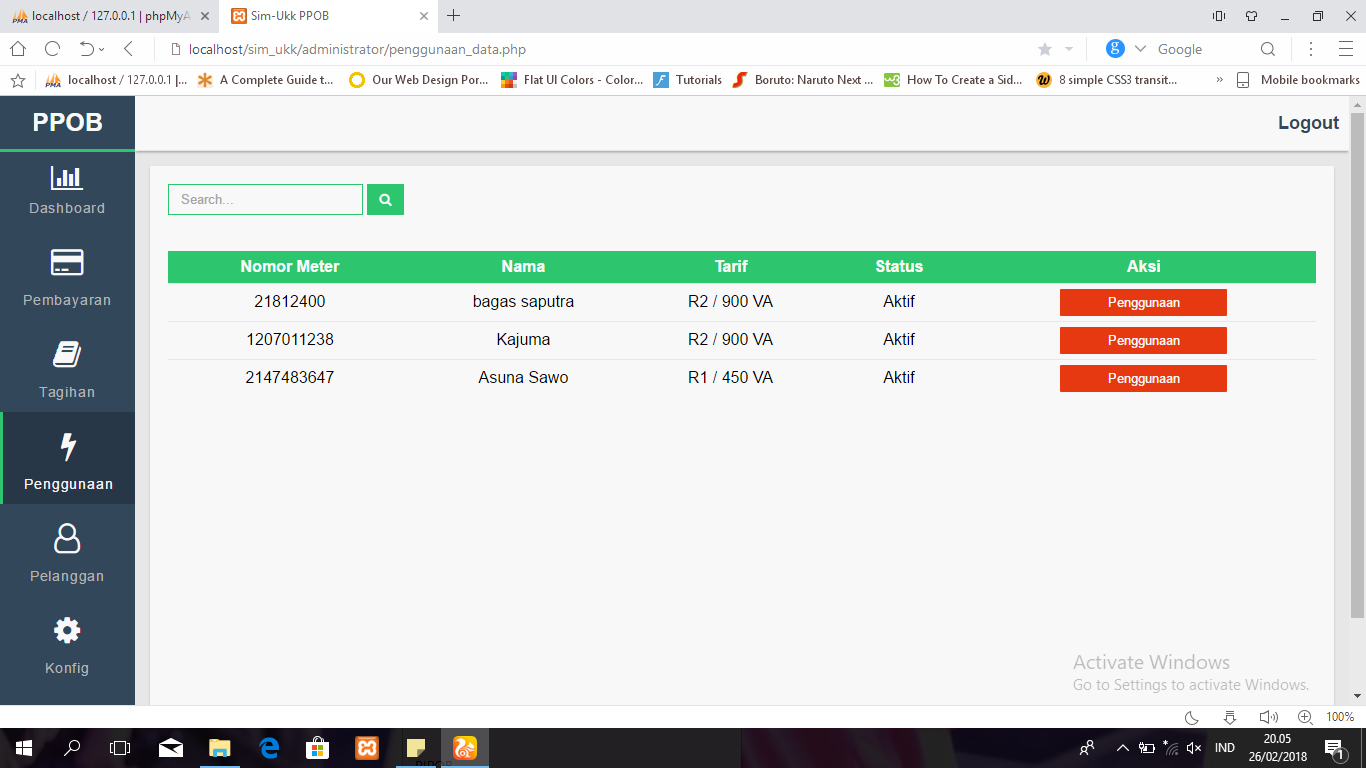 localhost / 127.0.0.1 | phpMyA
Sim-Ukk PPOB
localhost/sim_ukk/administrator/penggunaan_data.php
Google
localhost / 127.0.0.1 |...
A Complete Guide t...
Our Web Design Por...
Flat UI Colors - Color...
Tutorials
Boruto: Naruto Next ...
How To Create a Sid...
8 simple CSS3 transit...
»
Mobile bookmarks
PPOB
Logout
Dashboard
Pembayaran
Tagihan
Penggunaan
Pelanggan
Konfig
Search...
Nomor Meter Nama Tarif Status Aksi
21812400 bagas saputra R2 / 900 VA Aktif Penggunaan
1207011238 Kajuma R2 / 900 VA Aktif Penggunaan
2147483647 Asuna Sawo R1 / 450 VA Aktif Penggunaan
Activate Windows
Go to Settings to activate Windows.
100%
IND
20.05
26/02/2018
1